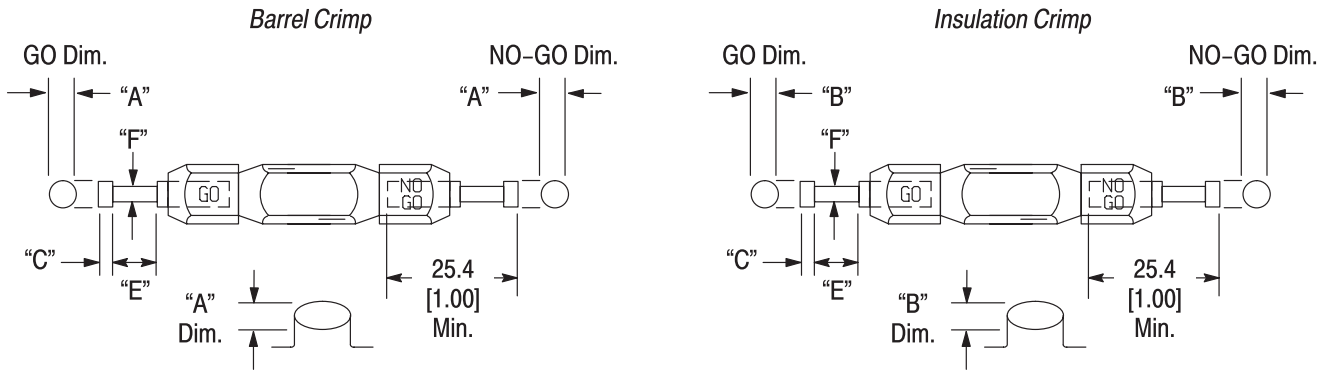 Barrel Crimp
GO Dim.
NO-GO Dim.
“A”
“A”
“F”
GO
NO
GO
“C”
“E”
25.4
[1.00]
Min.
“A”
Dim.
Insulation Crimp
GO Dim.
NO-GO Dim.
“B”
“B”
“F”
GO
NO
GO
“C”
“E”
25.4
[1.00]
Min.
“B”
Dim.